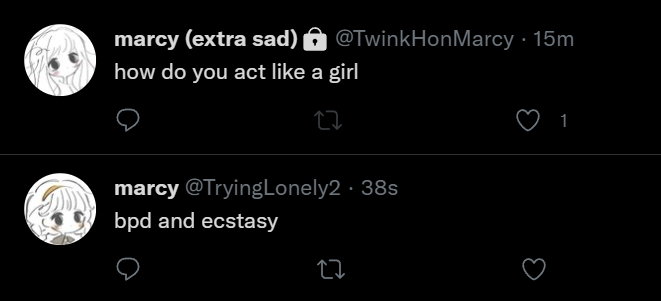 marcy (extra sad) 🔒 @TwinkHonMarcy · 15m
how do you act like a girl
1
marcy @TryingLonely2 · 38s
bpd and ecstasy